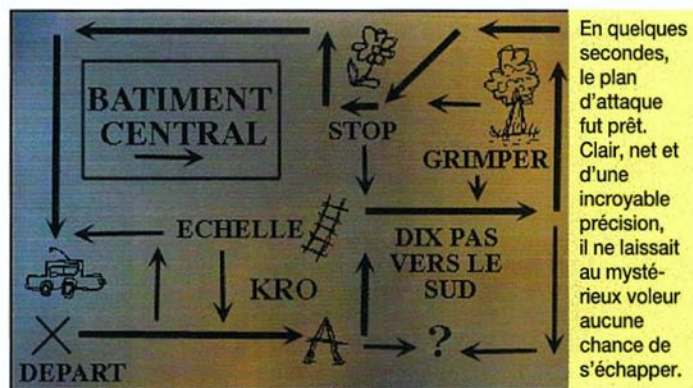 BATIMENT
CENTRAL
STOP
GRIMPER
ECHELLE
DIX PAS
VERS LE
SUD
KRO
A
?
DEPART
En quelques
secondes,
le plan
d'attaque
fut prêt.
Clair, net et
d'une
incroyable
précision,
il ne laissait
au mysté-
rieux voleur
aucune
chance de
s'échapper.